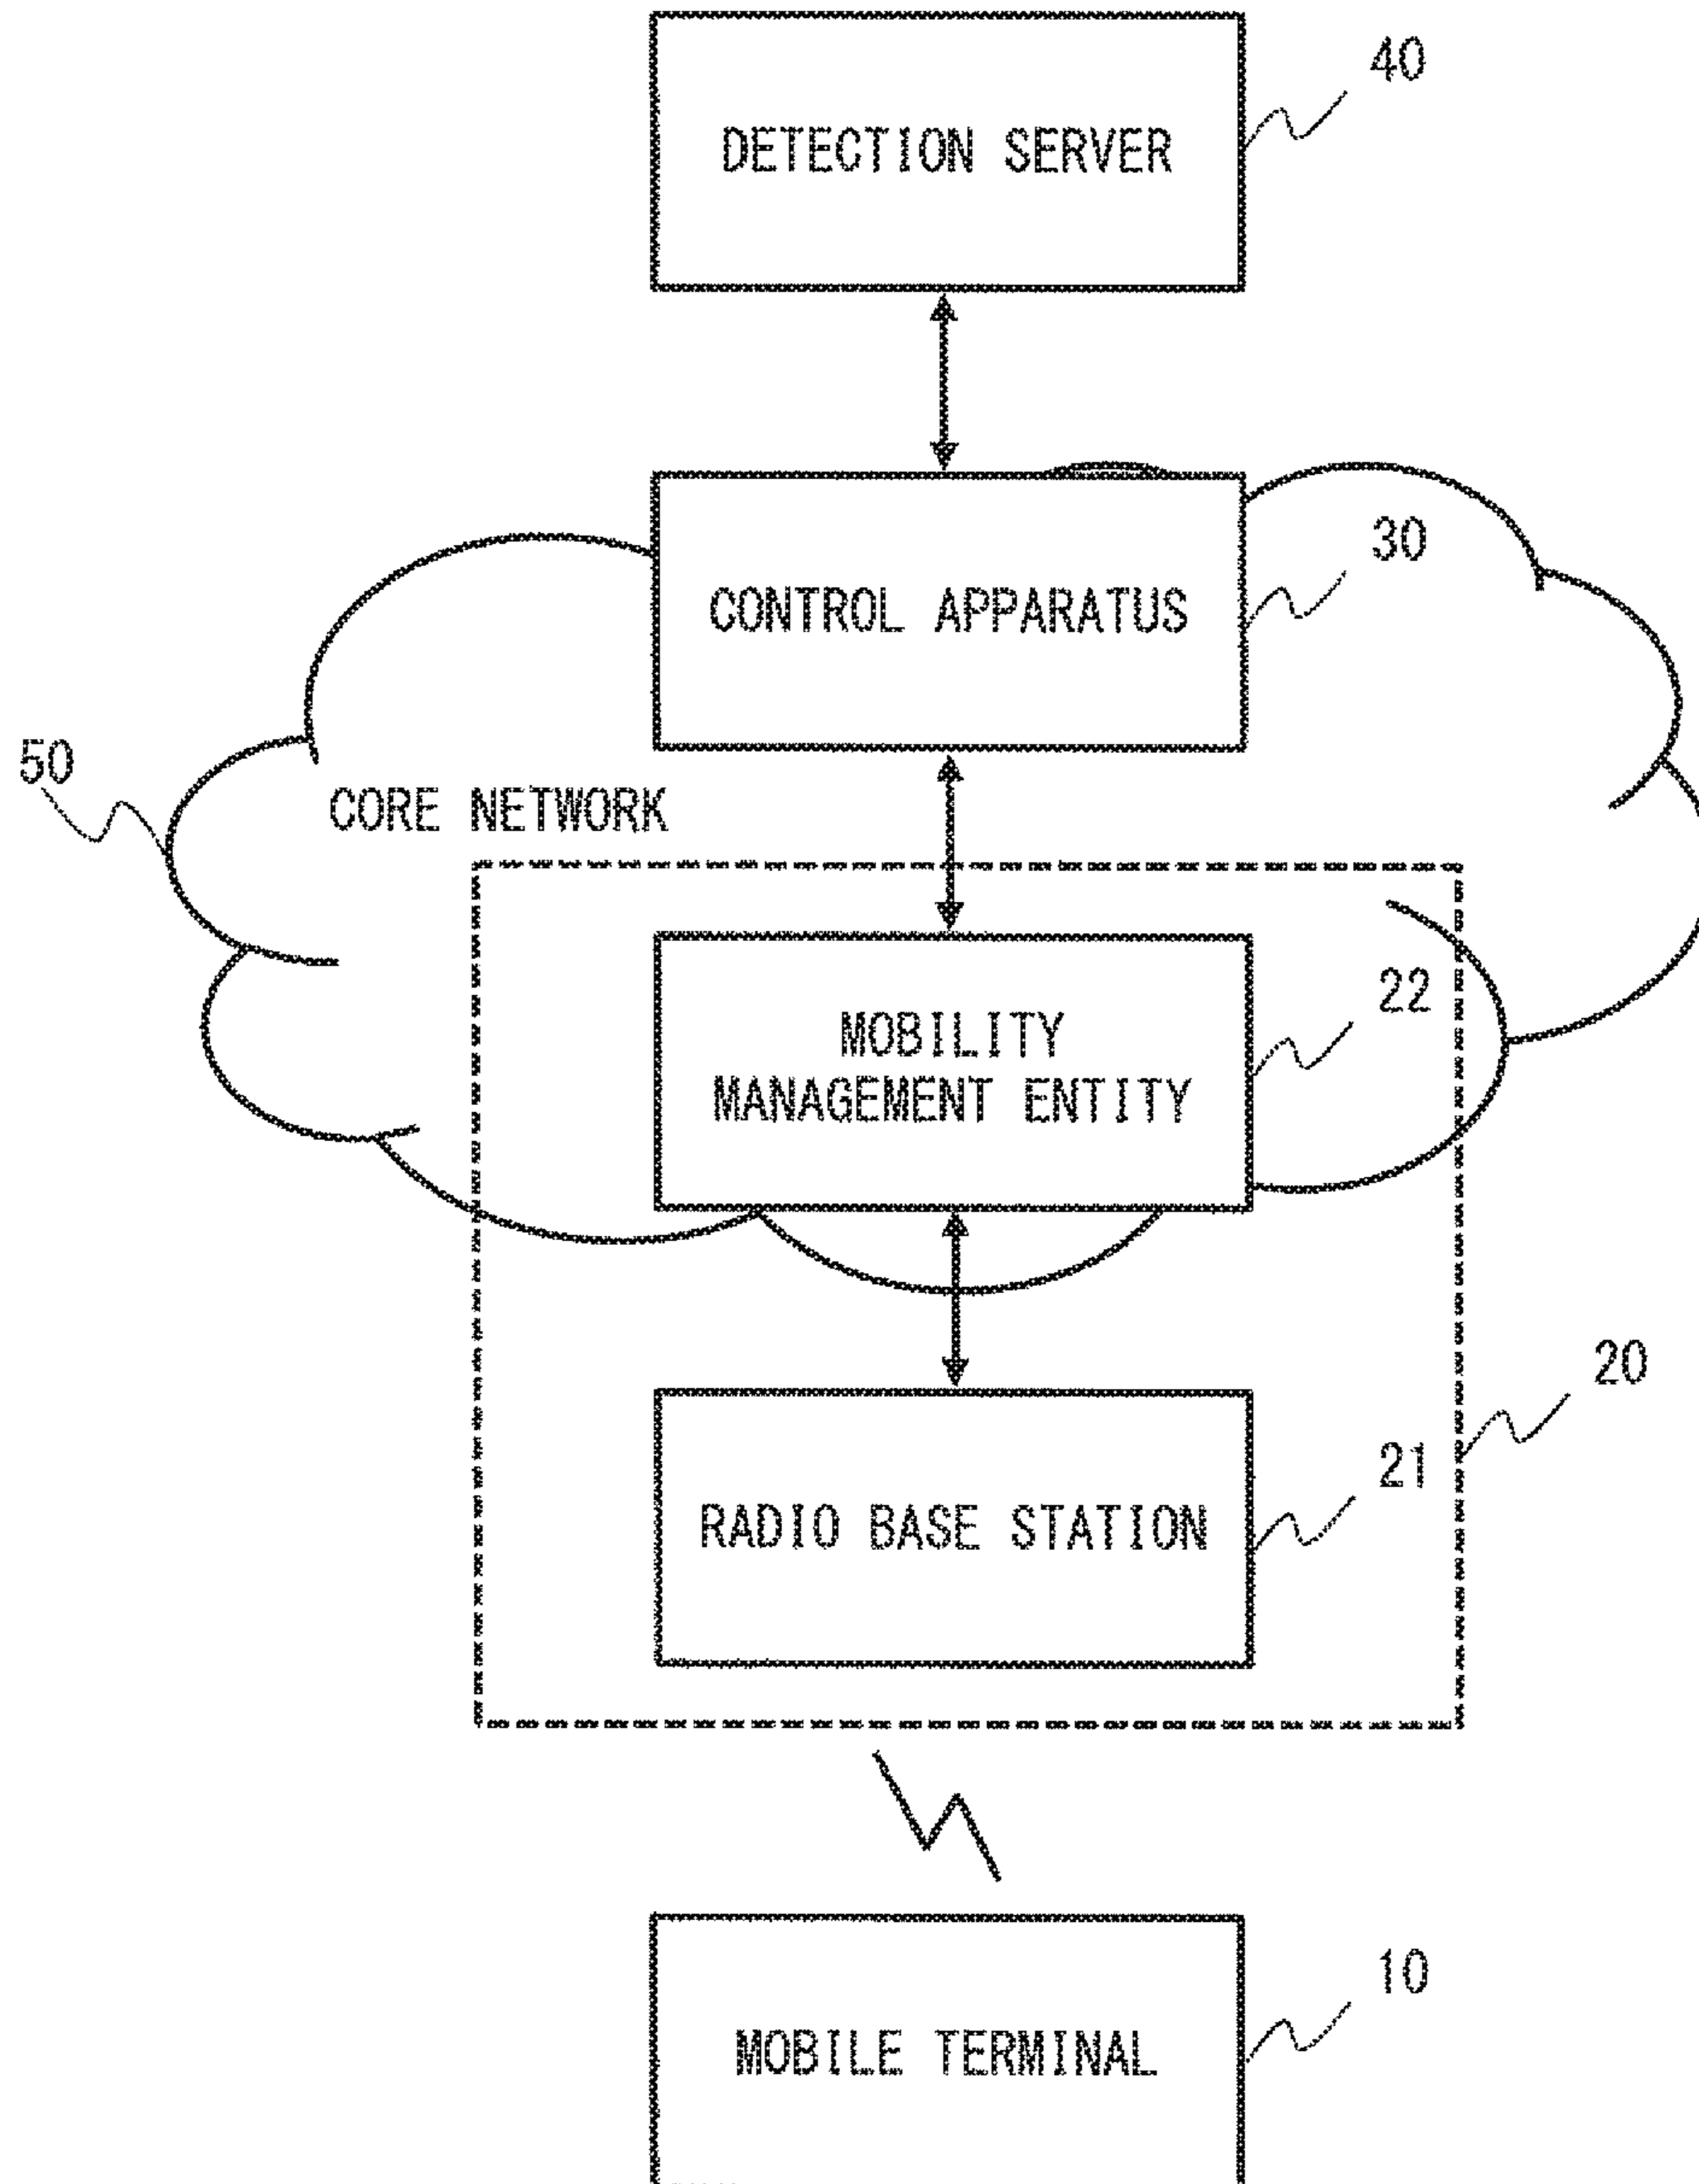 40
DETECTION SERVER
30
CONTROL APPARATUS
50
CORE NETWORK
22
MOBILITY
MANAGEMENT ENTITY
20
21
RADIO BASE STATION
10
MOBILE TERMINAL